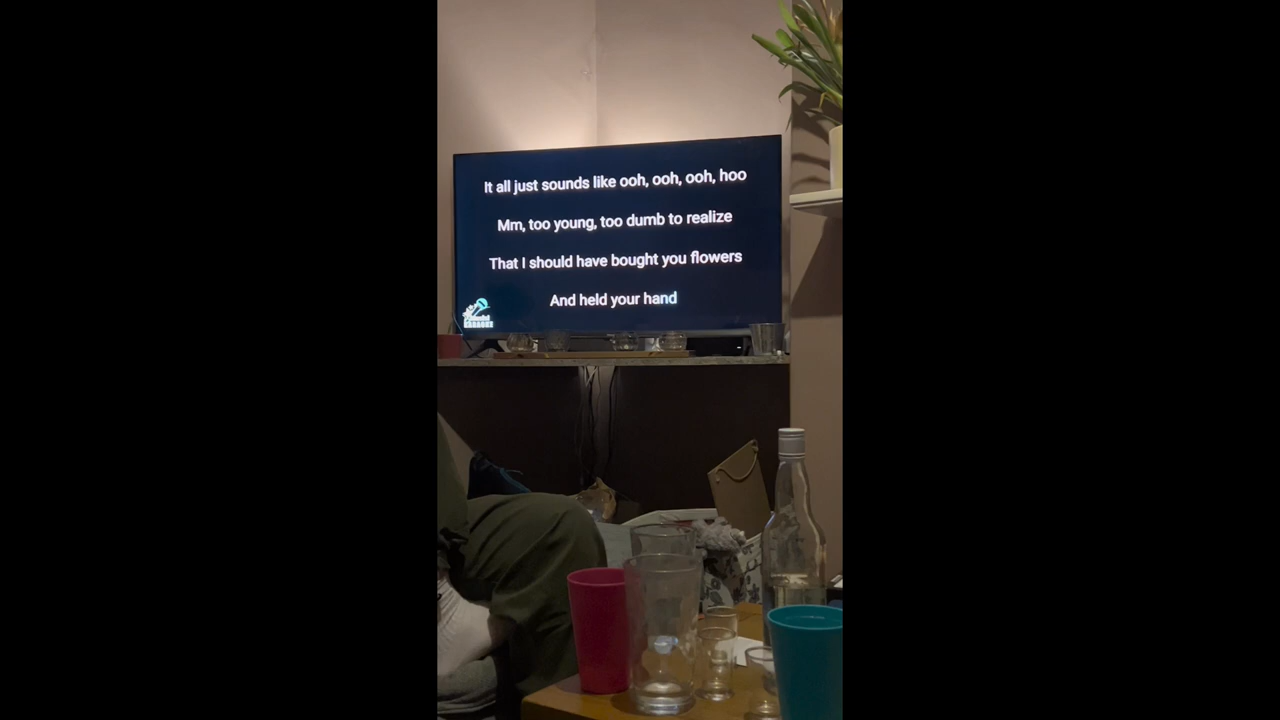 It all just sounds like ooh, ooh, ooh, hoo
Mm, too young, too dumb to realize
That I should have bought you flowers
And held your hand
KARAOKE